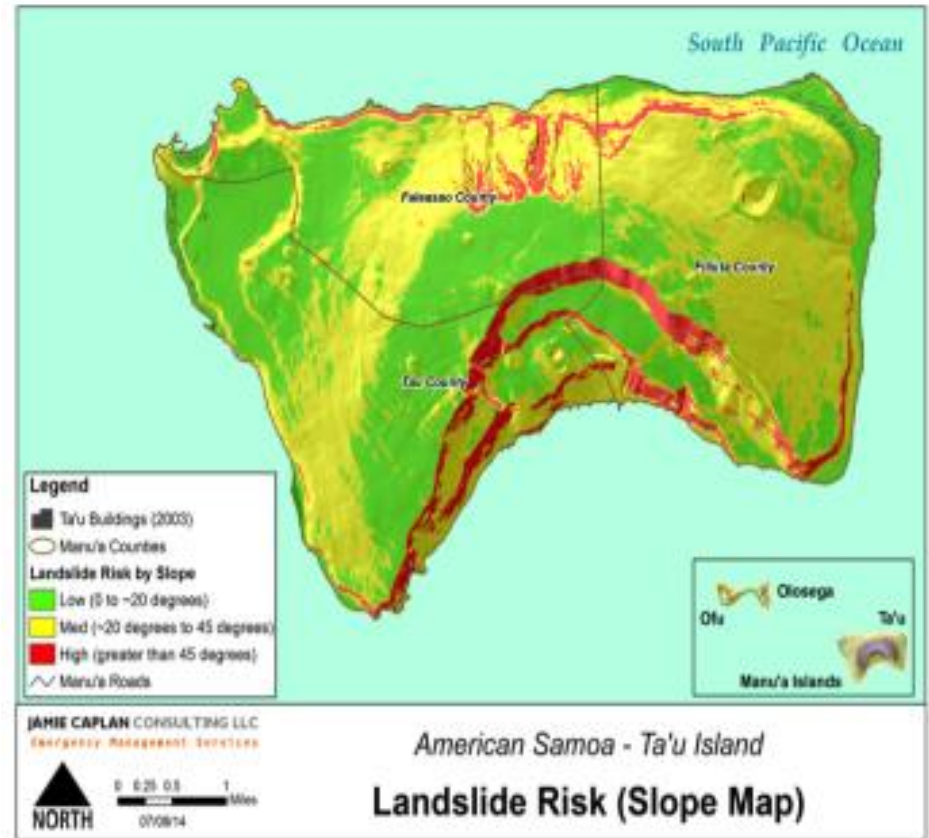 South Pacific Ocean
County
County
Tau County
Legend
Ta'u Buildings (2003)
Manu'a Counties
Landslide Risk by Slope
Low (0 to ~20 degrees)
Med (~20 degrees to 45 degrees)
High (greater than 45 degrees)
Manu'a Roads
Olosega
Ofu
Ta'u
Manu'a Islands
JAMIE CAPLAN CONSULTING LLC
Emergency Management Services
0 0.25 0.5 1
Miles
NORTH
07/08/14
American Samoa - Ta'u Island
Landslide Risk (Slope Map)